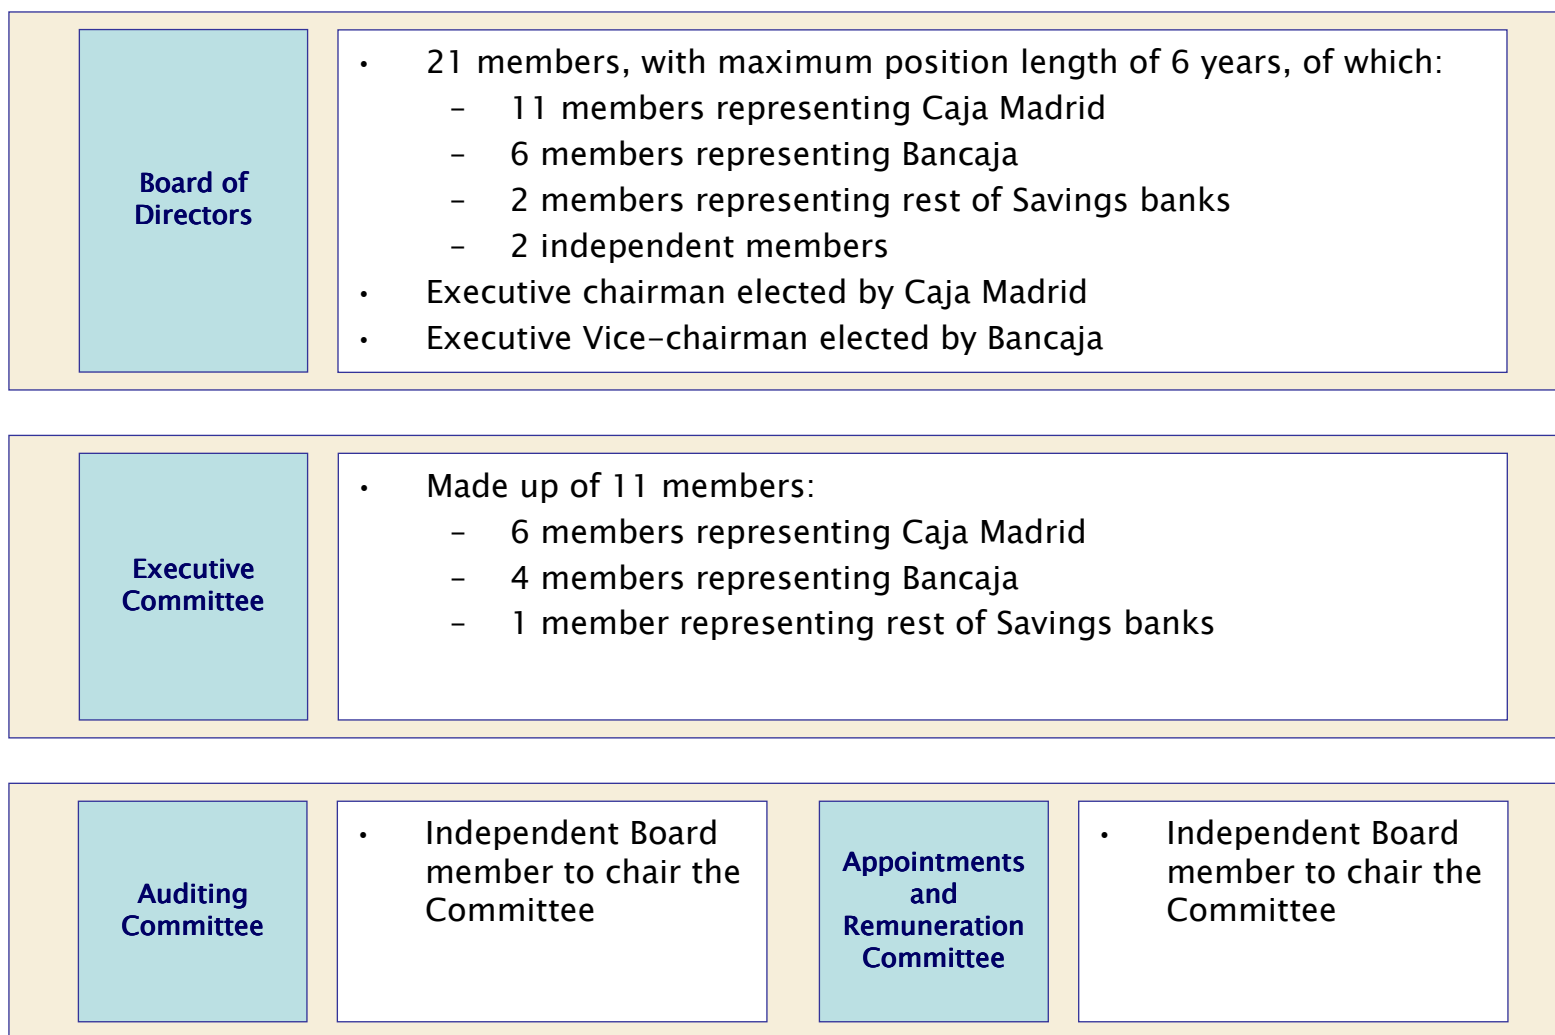 Board of
Directors
• 21 members, with maximum position length of 6 years, of which:
– 11 members representing Caja Madrid
– 6 members representing Bancaja
– 2 members representing rest of Savings banks
– 2 independent members
• Executive chairman elected by Caja Madrid
• Executive Vice–chairman elected by Bancaja
Executive
Committee
• Made up of 11 members:
– 6 members representing Caja Madrid
– 4 members representing Bancaja
– 1 member representing rest of Savings banks
Auditing
Committee
• Independent Board
member to chair the
Committee
Appointments
and
Remuneration
Committee
• Independent Board
member to chair the
Committee